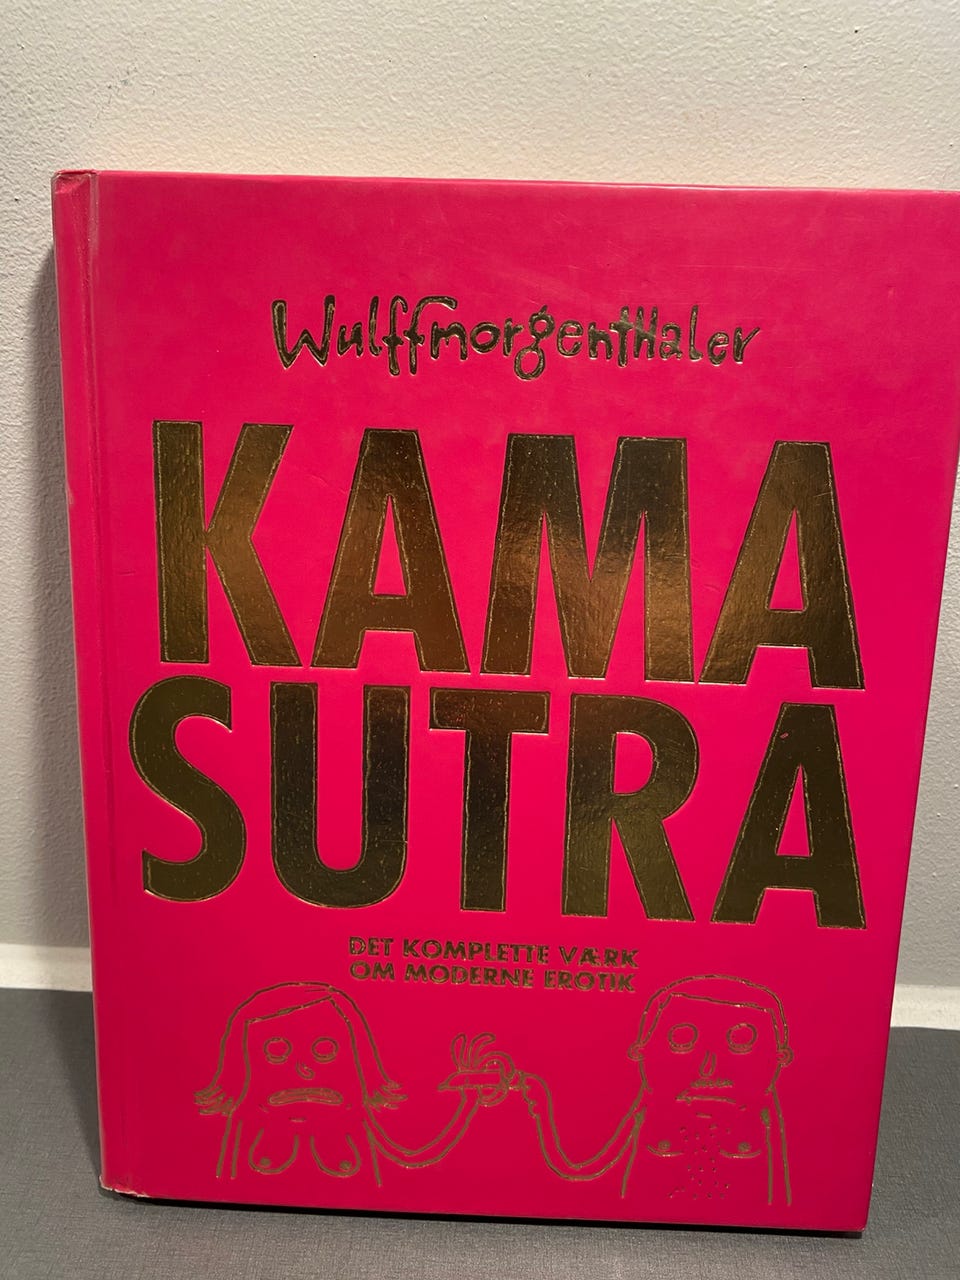 Wulffmorgenthaler
KAMA
SUTRA
DET KOMPLETTE VÆRK
OM MODERNE EROTIK